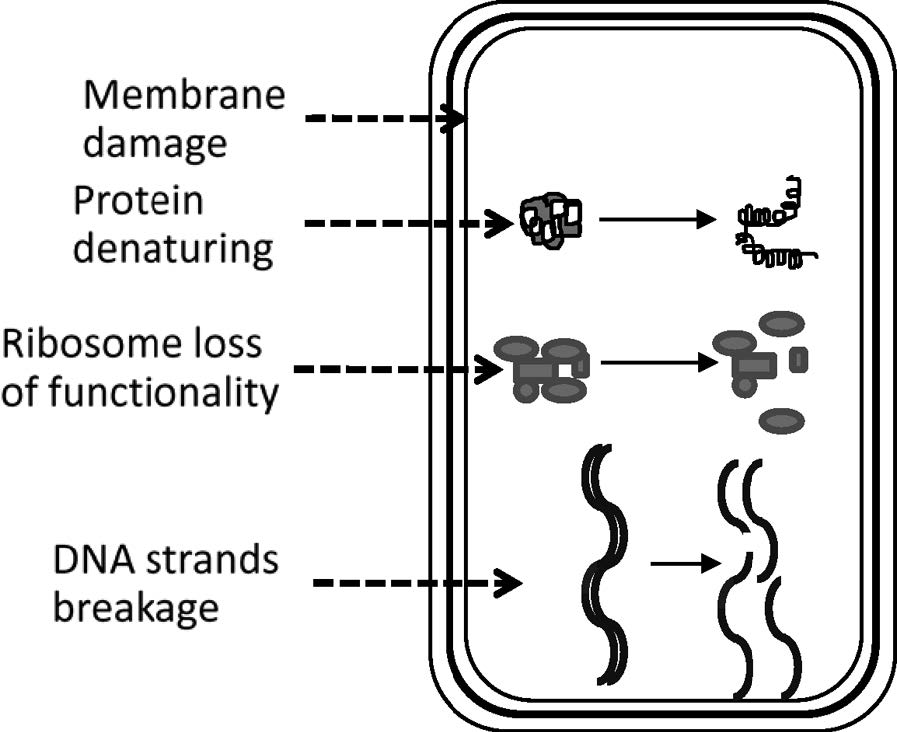 Membrane
damage
Protein
denaturing
Ribosome loss
of functionality
DNA strands
breakage